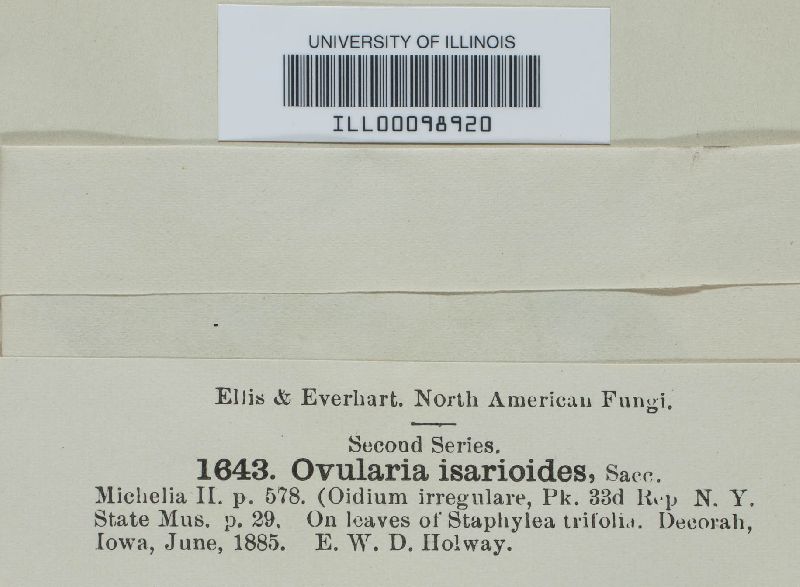 UNIVERSITY OF ILLINOIS
ILL00098920
Ellis & Everhart. North American Fungi.
Second Series.
1643. Ovularia isarioides, Sacc.
Michelia II. p. 578. (Oidium irregulare, Pk. 33d Rep N. Y.
State Mus. p. 29. On leaves of Staphylea trifolia. Decorah,
Iowa, June, 1885. E. W. D. Holway.